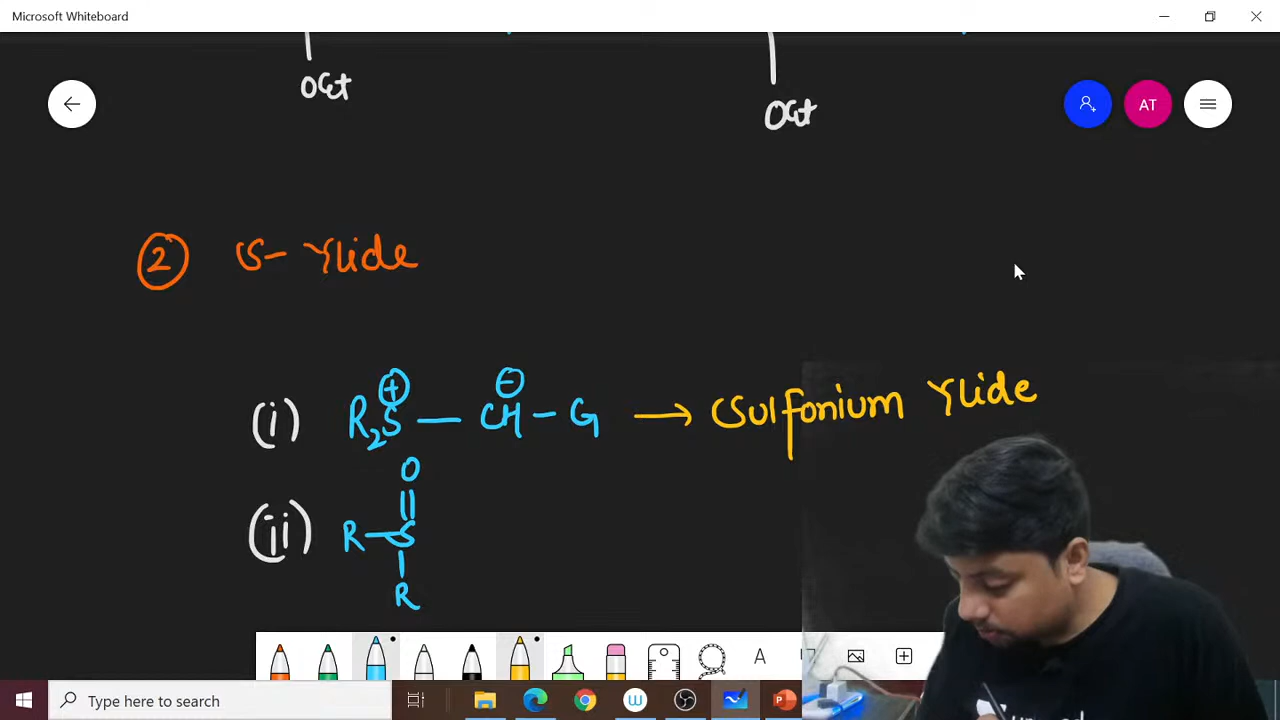 Microsoft Whiteboard
OEt
OEt
AT
② S-Ylide
(i) R₂S⊕ — CH⊖ – G → Sulfonium Ylide
O
(ii) R–S
R
A
Type here to search